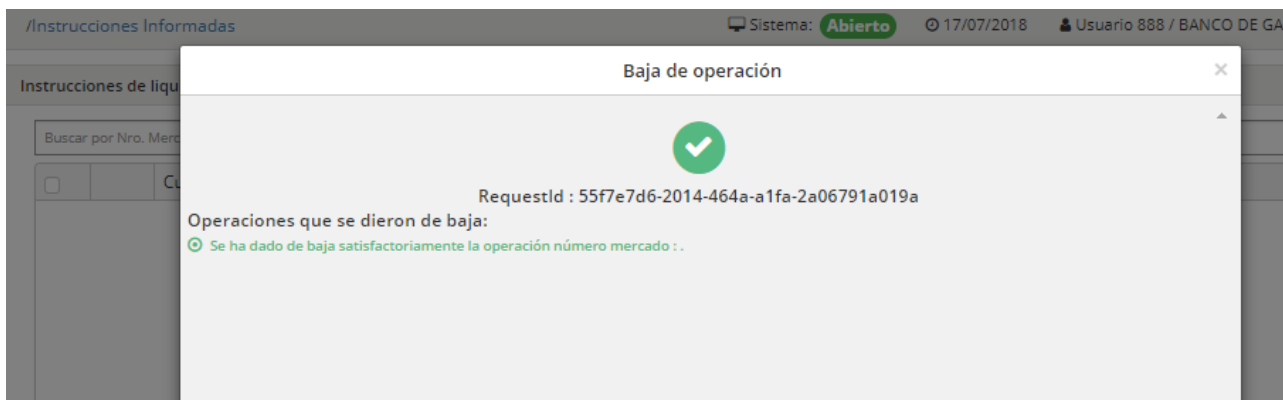 /Instrucciones Informadas
Sistema: Abierto 17/07/2018 Usuario 888 / BANCO DE GA
Baja de operación ×
Instrucciones de liqu
Buscar por Nro. Merc
Cu
RequestId : 55f7e7d6-2014-464a-a1fa-2a06791a019a
Operaciones que se dieron de baja:
Se ha dado de baja satisfactoriamente la operación número mercado : .